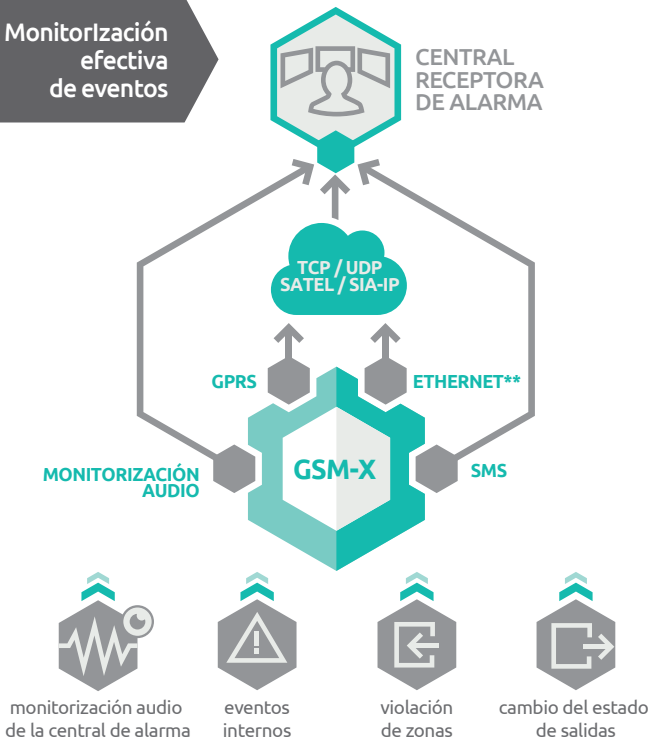 MonitorIzación
efectiva
de eventos
CENTRAL
RECEPTORA
DE ALARMA
TCP / UDP
SATEL / SIA-IP
GPRS
ETHERNET**
MONITORIZACIÓN
AUDIO
GSM-X
SMS
monitorización audio
de la central de alarma
eventos
internos
violación
de zonas
cambio del estado
de salidas